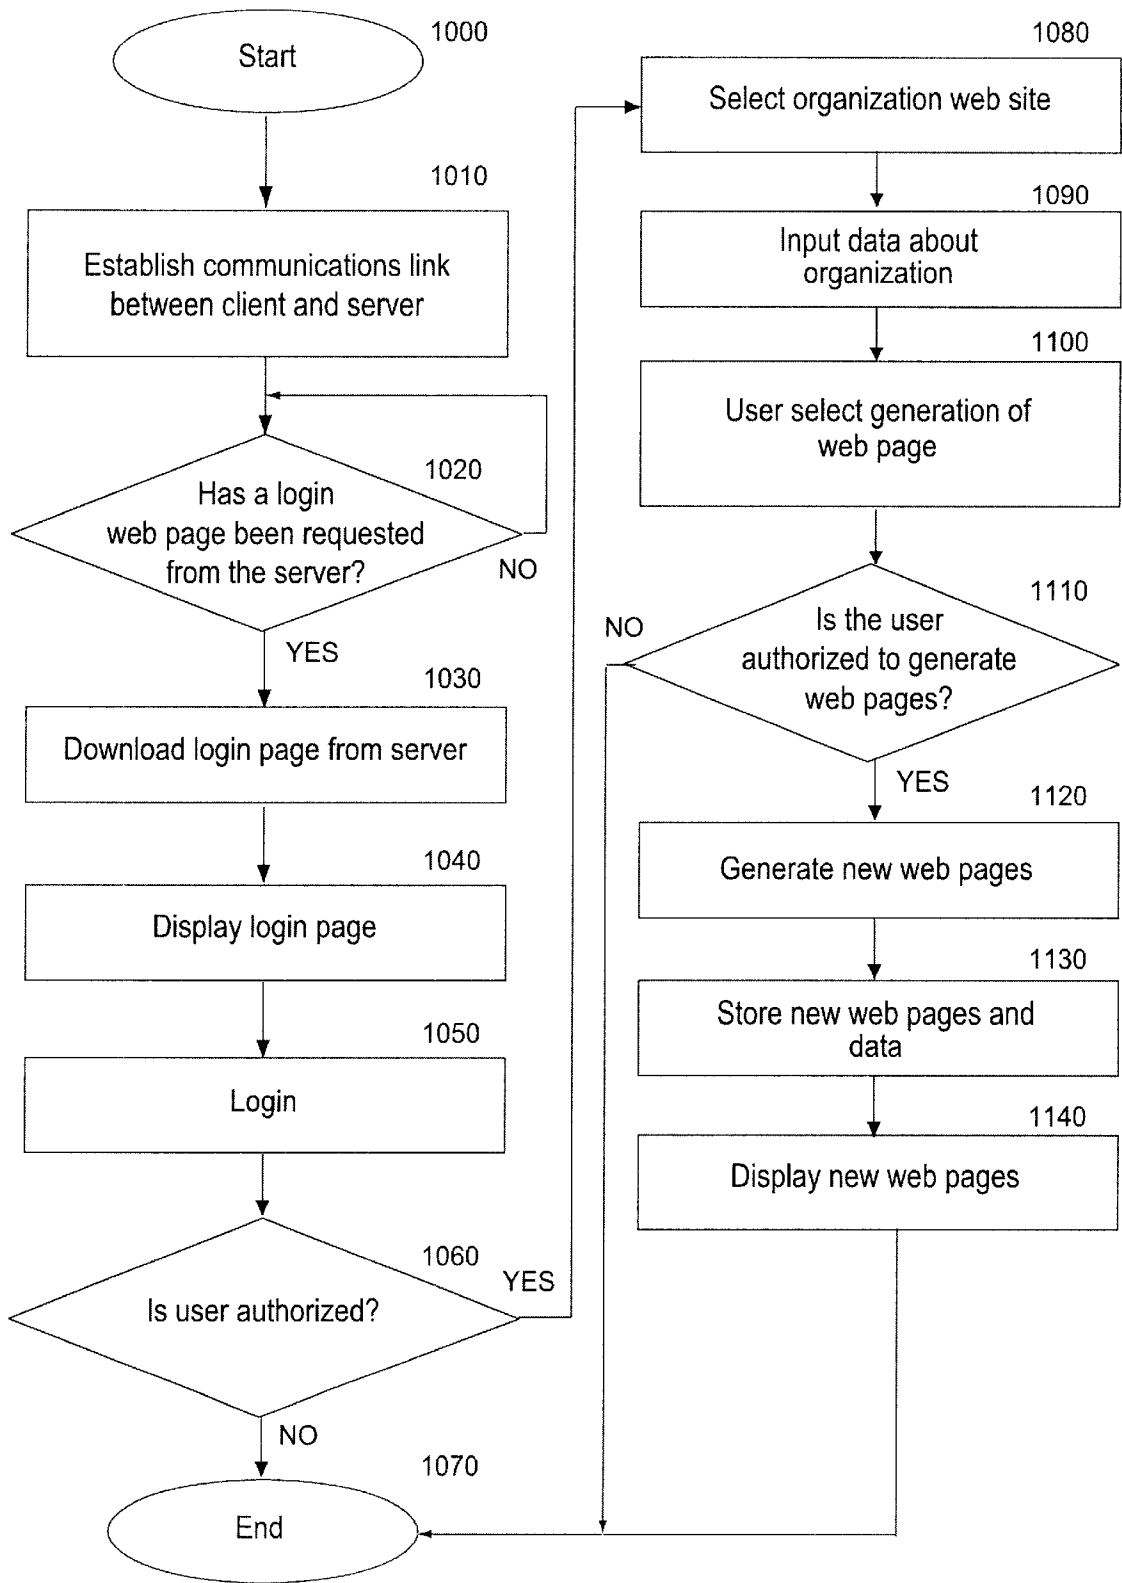 1000
Start
1010
Establish communications link
between client and server
1020
Has a login
web page been requested
from the server?
NO
YES
1030
Download login page from server
1040
Display login page
1050
Login
1060
YES
Is user authorized?
NO
1070
End
1080
Select organization web site
1090
Input data about
organization
1100
User select generation of
web page
1110
NO
Is the user
authorized to generate
web pages?
YES
1120
Generate new web pages
1130
Store new web pages and
data
1140
Display new web pages